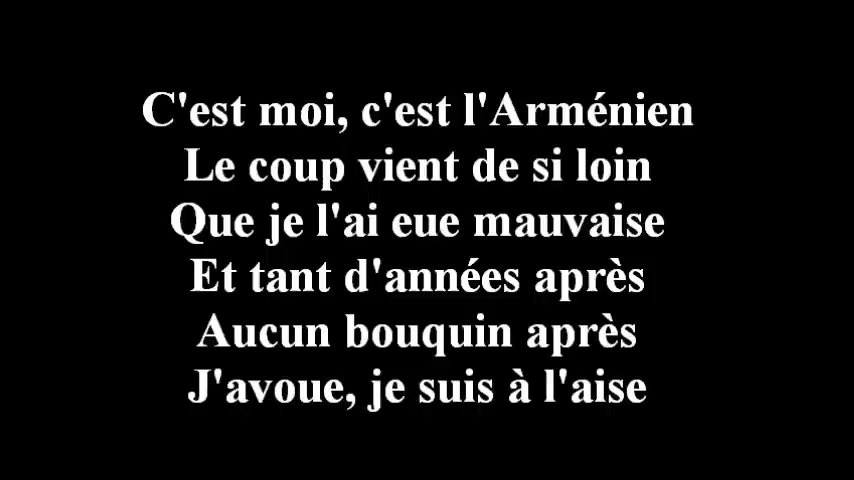 C'est moi, c'est l'Arménien
Le coup vient de si loin
Que je l'ai eue mauvaise
Et tant d'années après
Aucun bouquin après
J'avoue, je suis à l'aise